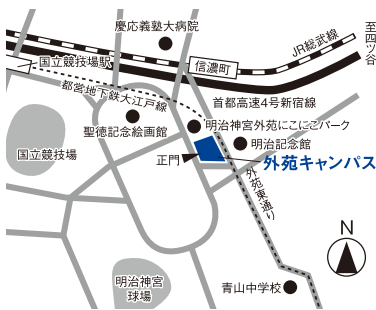 慶応義塾大病院
至四ツ谷
JR総武線
信濃町
国立競技場駅
都営地下鉄大江戸線
首都高速4号新宿線
聖徳記念絵画館
明治神宮外苑にこにこパーク
明治記念館
国立競技場
正門
外苑キャンパス
外苑東通り
N
明治神宮
球場
青山中学校